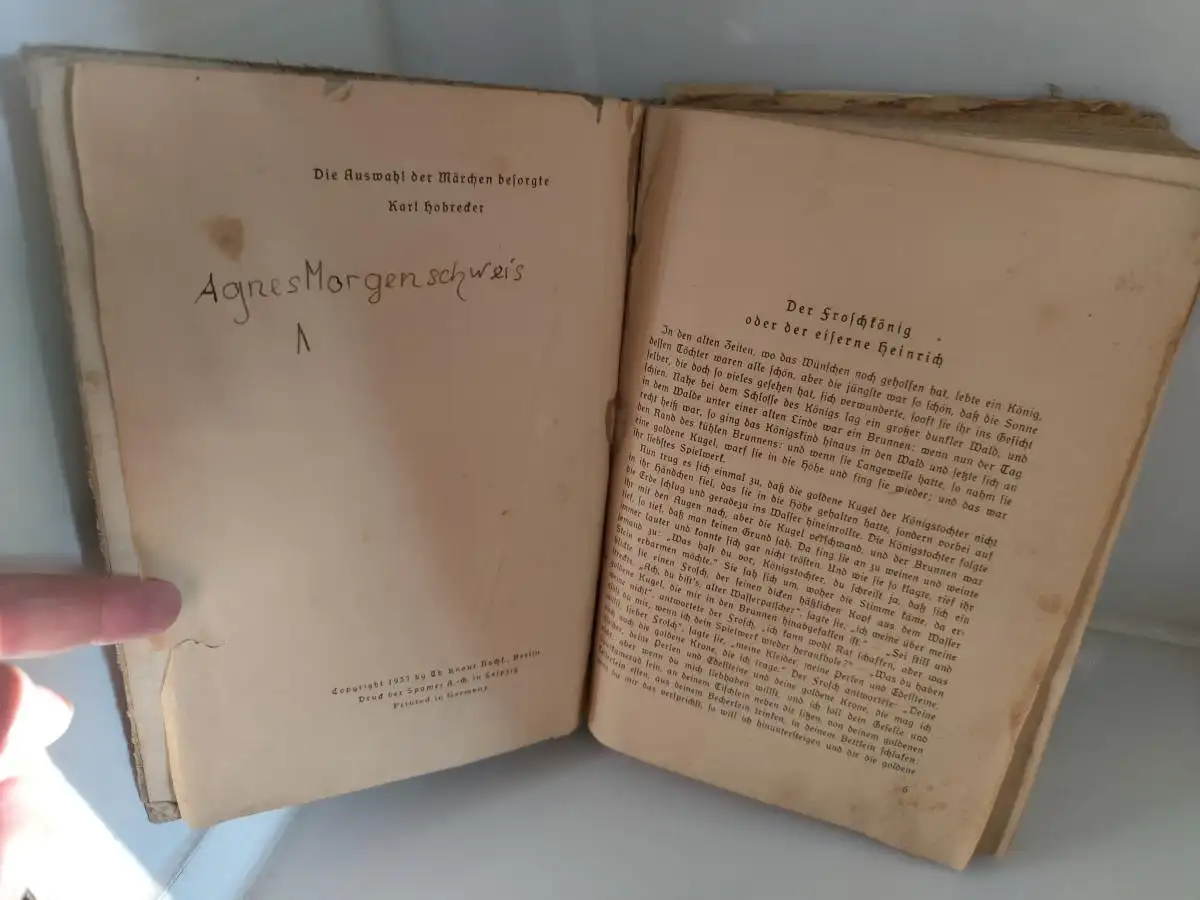 Die Auswahl der Märchen besorgte
Karl Hobrecker
Agnes Morgenschweis
Copyright 1931 by Th. Knaur Nachf., Berlin
Druck der Spamer A.-G. in Leipzig
Printed in Germany
Der Froschkönig
oder der eiserne Heinrich
In den alten Zeiten, wo das Wünschen noch geholfen hat, lebte ein König,
dessen Töchter waren alle schön, aber die jüngste war so schön, daß die Sonne
selber, die doch so vieles gesehen hat, sich verwunderte, sooft sie ihr ins Gesicht
schien. Nahe bei dem Schlosse des Königs lag ein großer dunkler Wald, und
in dem Walde unter einer alten Linde war ein Brunnen: wenn nun der Tag
recht heiß war, so ging das Königskind hinaus in den Wald und setzte sich an
den Rand des kühlen Brunnens: und wenn sie Langeweile hatte, so nahm sie
eine goldene Kugel, warf sie in die Höhe und fing sie wieder; und das war
ihr liebstes Spielwerk.
Nun trug es sich einmal zu, daß die goldene Kugel der Königstochter nicht
in ihr Händchen fiel, das sie in die Höhe gehalten hatte, sondern vorbei auf
die Erde schlug und geradezu ins Wasser hineinrollte. Die Königstochter folgte
ihr mit den Augen nach, aber die Kugel verschwand, und der Brunnen war
tief, so tief, daß man keinen Grund sah. Da fing sie an zu weinen und weinte
immer lauter und konnte sich gar nicht trösten. Und wie sie so klagte, rief ihr
jemand zu: „Was hast du vor, Königstochter, du schreist ja, daß sich ein
Stein erbarmen möchte.“ Sie sah sich um, woher die Stimme käme, da er-
blickte sie einen Frosch, der seinen dicken häßlichen Kopf aus dem Wasser
streckte. „Ach, du bist's, alter Wasserpatscher“, sagte sie, „ich weine über meine
goldene Kugel, die mir in den Brunnen hinabgefallen ist.“ – „Sei still und
weine nicht“, antwortete der Frosch, „ich kann wohl Rat schaffen, aber was
gibst du mir, wenn ich dein Spielwerk wieder heraufhole?“ – „Was du haben
willst, lieber Frosch“, sagte sie, „meine Kleider, meine Perlen und Edelsteine,
auch noch die goldene Krone, die ich trage.“ Der Frosch antwortete: „Deine
Kleider, deine Perlen und Edelsteine und deine goldene Krone, die mag ich
nicht: aber wenn du mich liebhaben willst, und ich soll dein Geselle und
Spielkamerad sein, an deinem Tischlein neben dir sitzen, von deinem goldenen
Tellerlein essen, aus deinem Becherlein trinken, in deinem Bettlein schlafen:
wenn du mir das versprichst, so will ich hinuntersteigen und dir die goldene